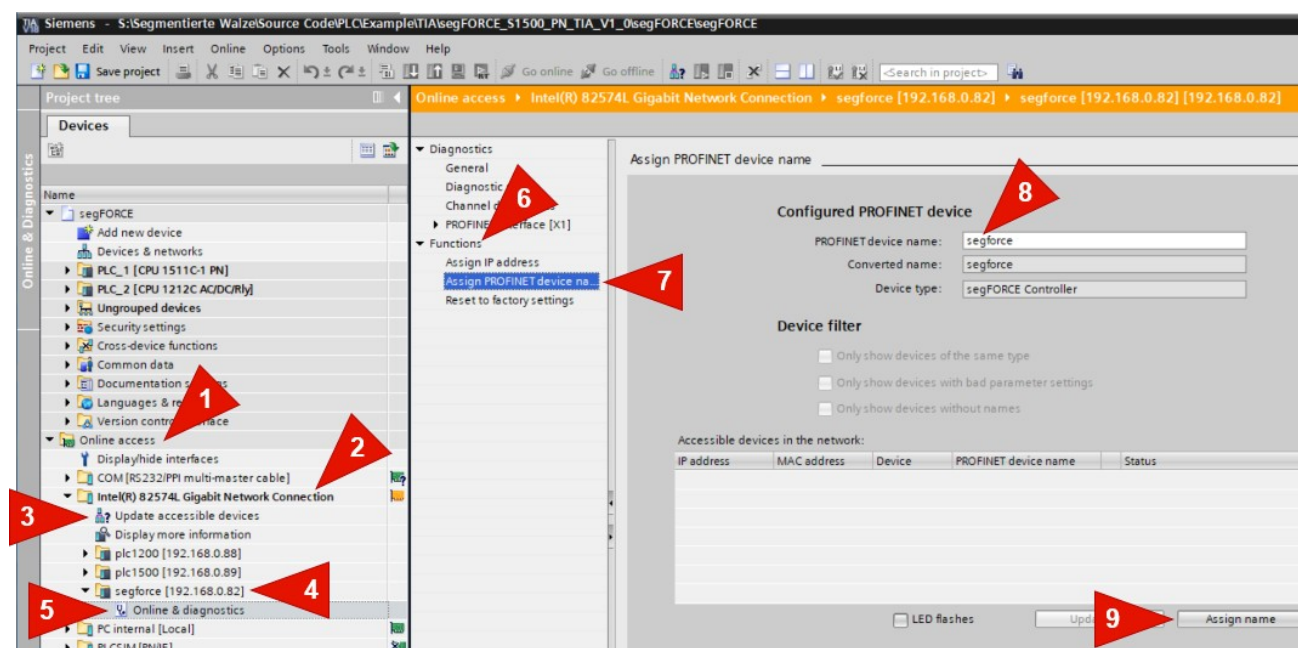 Siemens - S:\Segmentierte Walze\Source Code\PLC\Example\TIA\segFORCE_S1500_PN_TIA_V1_0\segFORCE\segFORCE
Project Edit View Insert Online Options Tools Window Help
Save project Go online Go offline <Search in project>
Project tree
Online access Intel(R) 82574L Gigabit Network Connection segforce [192.168.0.82] segforce [192.168.0.82] [192.168.0.82]
Devices
Online & Diagnostics
Name
segFORCE
Add new device
Devices & networks
PLC_1 [CPU 1511C-1 PN]
PLC_2 [CPU 1212C AC/DC/Rly]
Ungrouped devices
Security settings
Cross-device functions
Common data
Documentation
Languages &
Version
1
Online access
2
Display/hide interfaces
COM [RS232/PPI multi-master cable]
Intel(R) 82574L Gigabit Network Connection
3
Update accessible devices
Display more information
plc1200 [192.168.0.88]
plc1500 [192.168.0.89]
segforce [192.168.0.82]
4
5
Online & diagnostics
PC internal [Local]
PLCSIM [PN/IE]
Diagnostics
General
Diagnostic
Channel
6
[X1]
Functions
Assign IP address
Assign PROFINET device na...
7
Reset to factory settings
Assign PROFINET device name
Configured PROFINET device
8
PROFINET device name: segforce
Converted name: segforce
Device type: segFORCE Controller
Device filter
Only show devices of the same type
Only show devices with bad parameter settings
Only show devices without names
Accessible devices in the network:
IP address MAC address Device PROFINET device name Status
LED flashes
9
Assign name